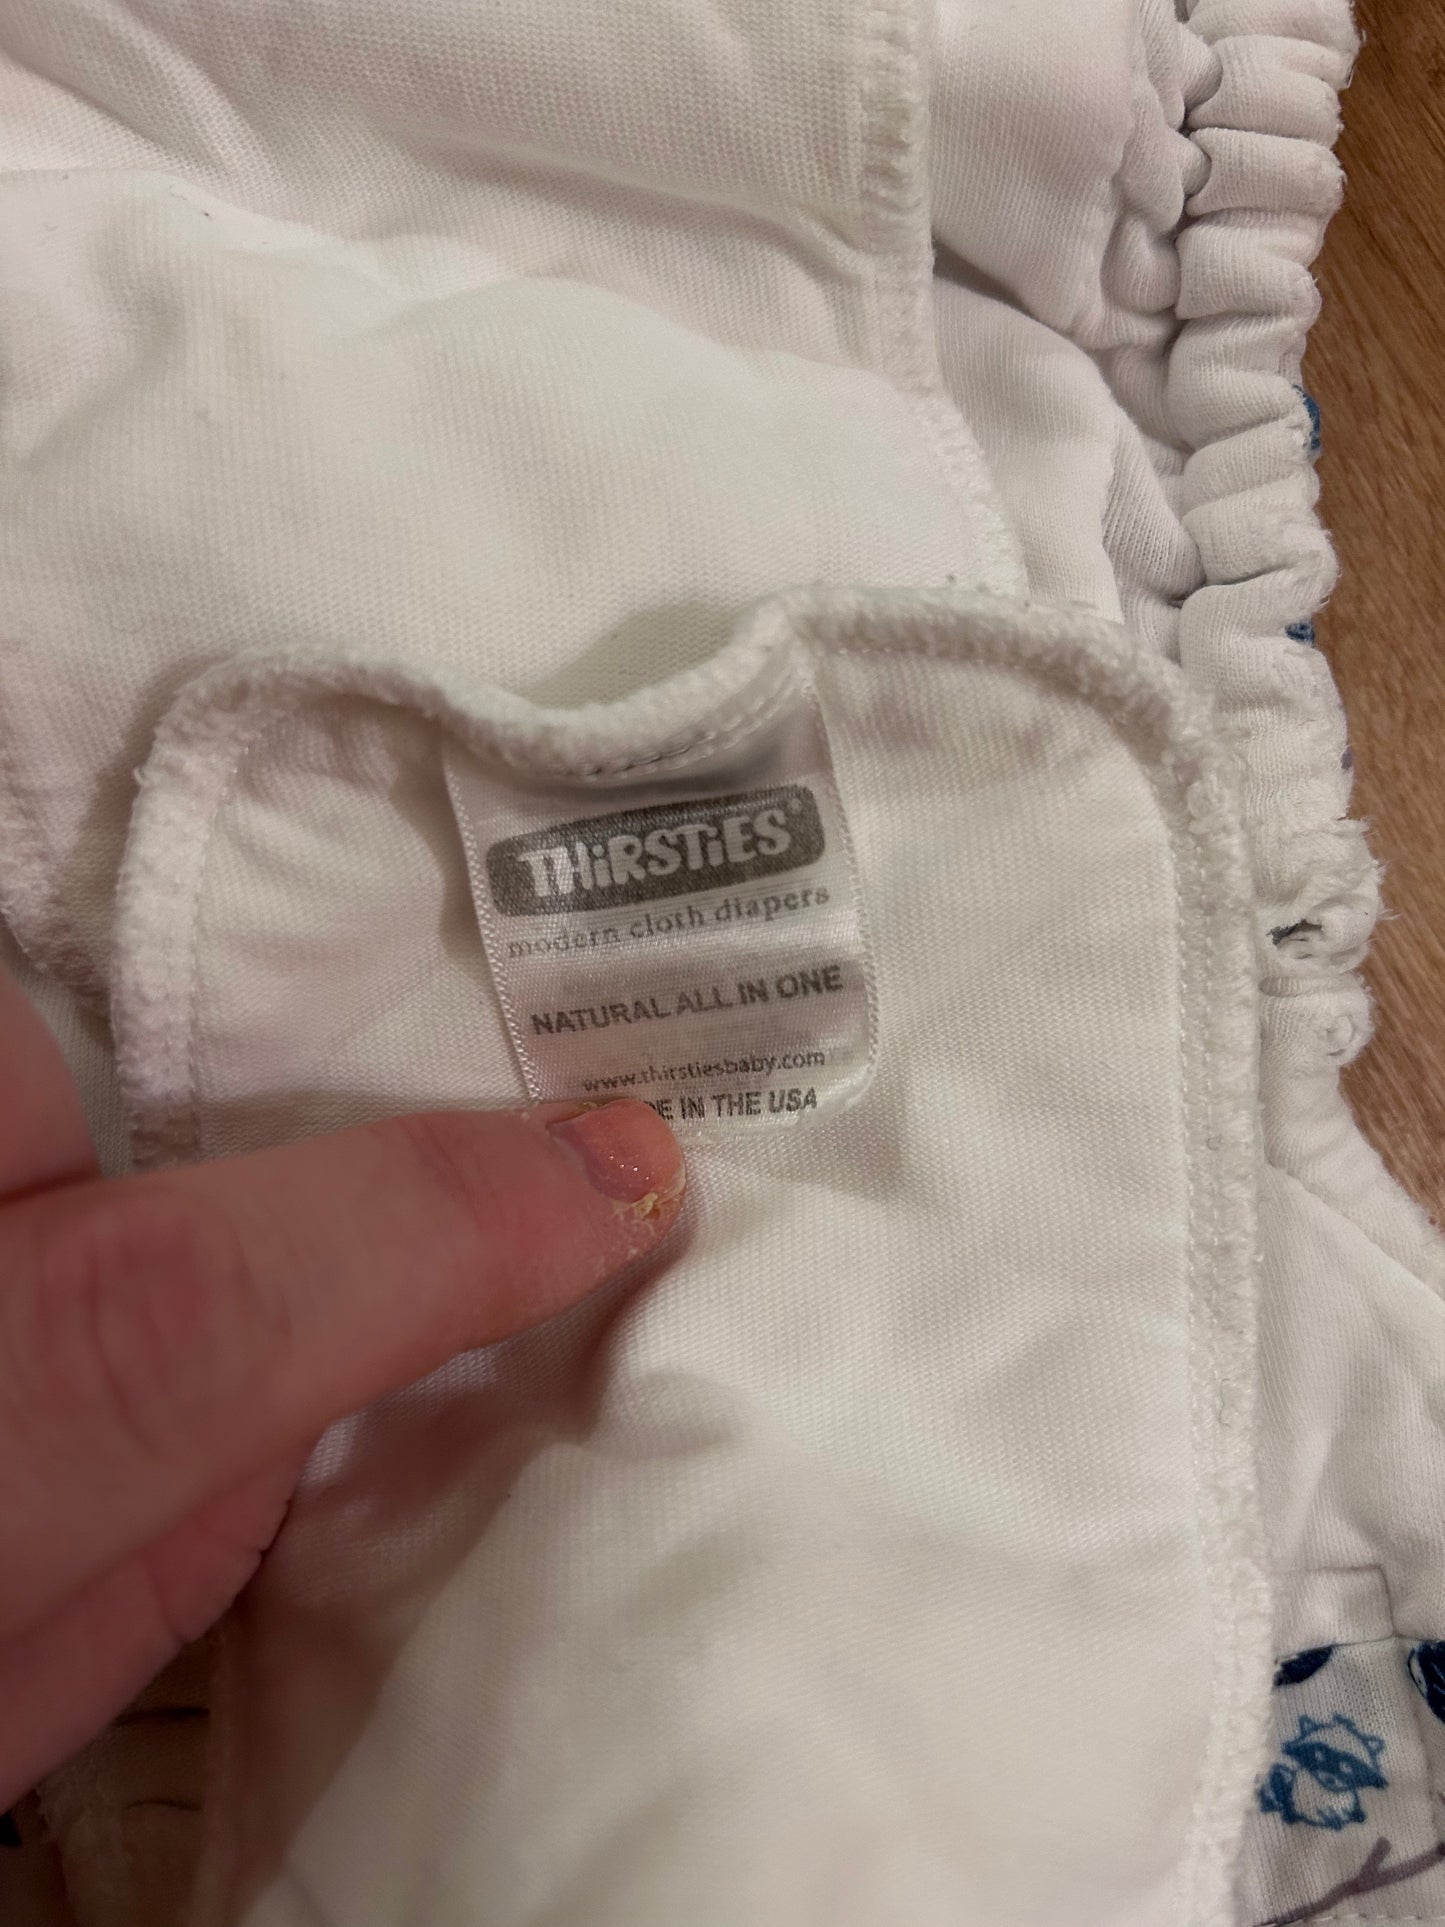 THiRSTiES®
modern cloth diapers
NATURAL ALL IN ONE
www.thirstiesbaby.com
DE IN THE USA